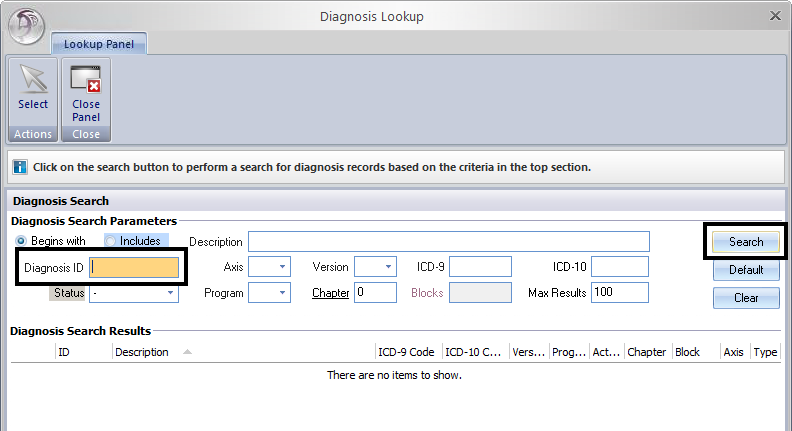 Diagnosis Lookup
Lookup Panel
Select
Close
Panel
Actions
Close
Click on the search button to perform a search for diagnosis records based on the criteria in the top section.
Diagnosis Search
Diagnosis Search Parameters
Begins with Includes Description Search
Diagnosis ID Axis Version ICD-9 ICD-10 Default
Status - Program Chapter 0 Blocks Max Results 100 Clear
Diagnosis Search Results
ID Description ICD-9 Code ICD-10 C... Vers... Prog... Act... Chapter Block Axis Type
There are no items to show.